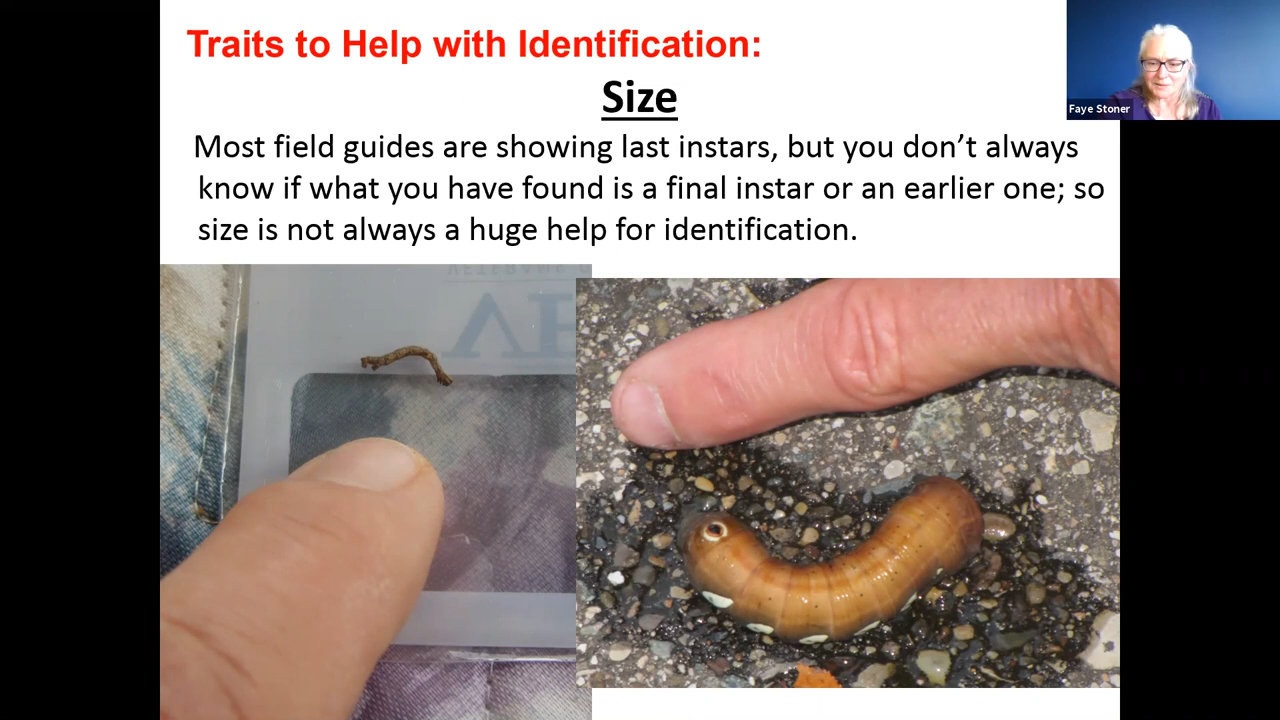 Traits to Help with Identification:
Size
Most field guides are showing last instars, but you don’t always
know if what you have found is a final instar or an earlier one; so
size is not always a huge help for identification.
Faye Stoner